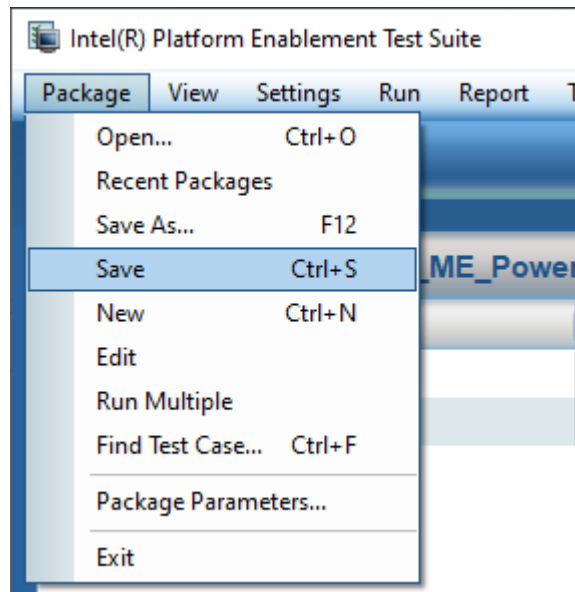 Intel(R) Platform Enablement Test Suite
Package View Settings Run Report
Open... Ctrl+O
Recent Packages
Save As... F12
Save Ctrl+S
_ME_Power
New Ctrl+N
Edit
Run Multiple
Find Test Case... Ctrl+F
Package Parameters...
Exit